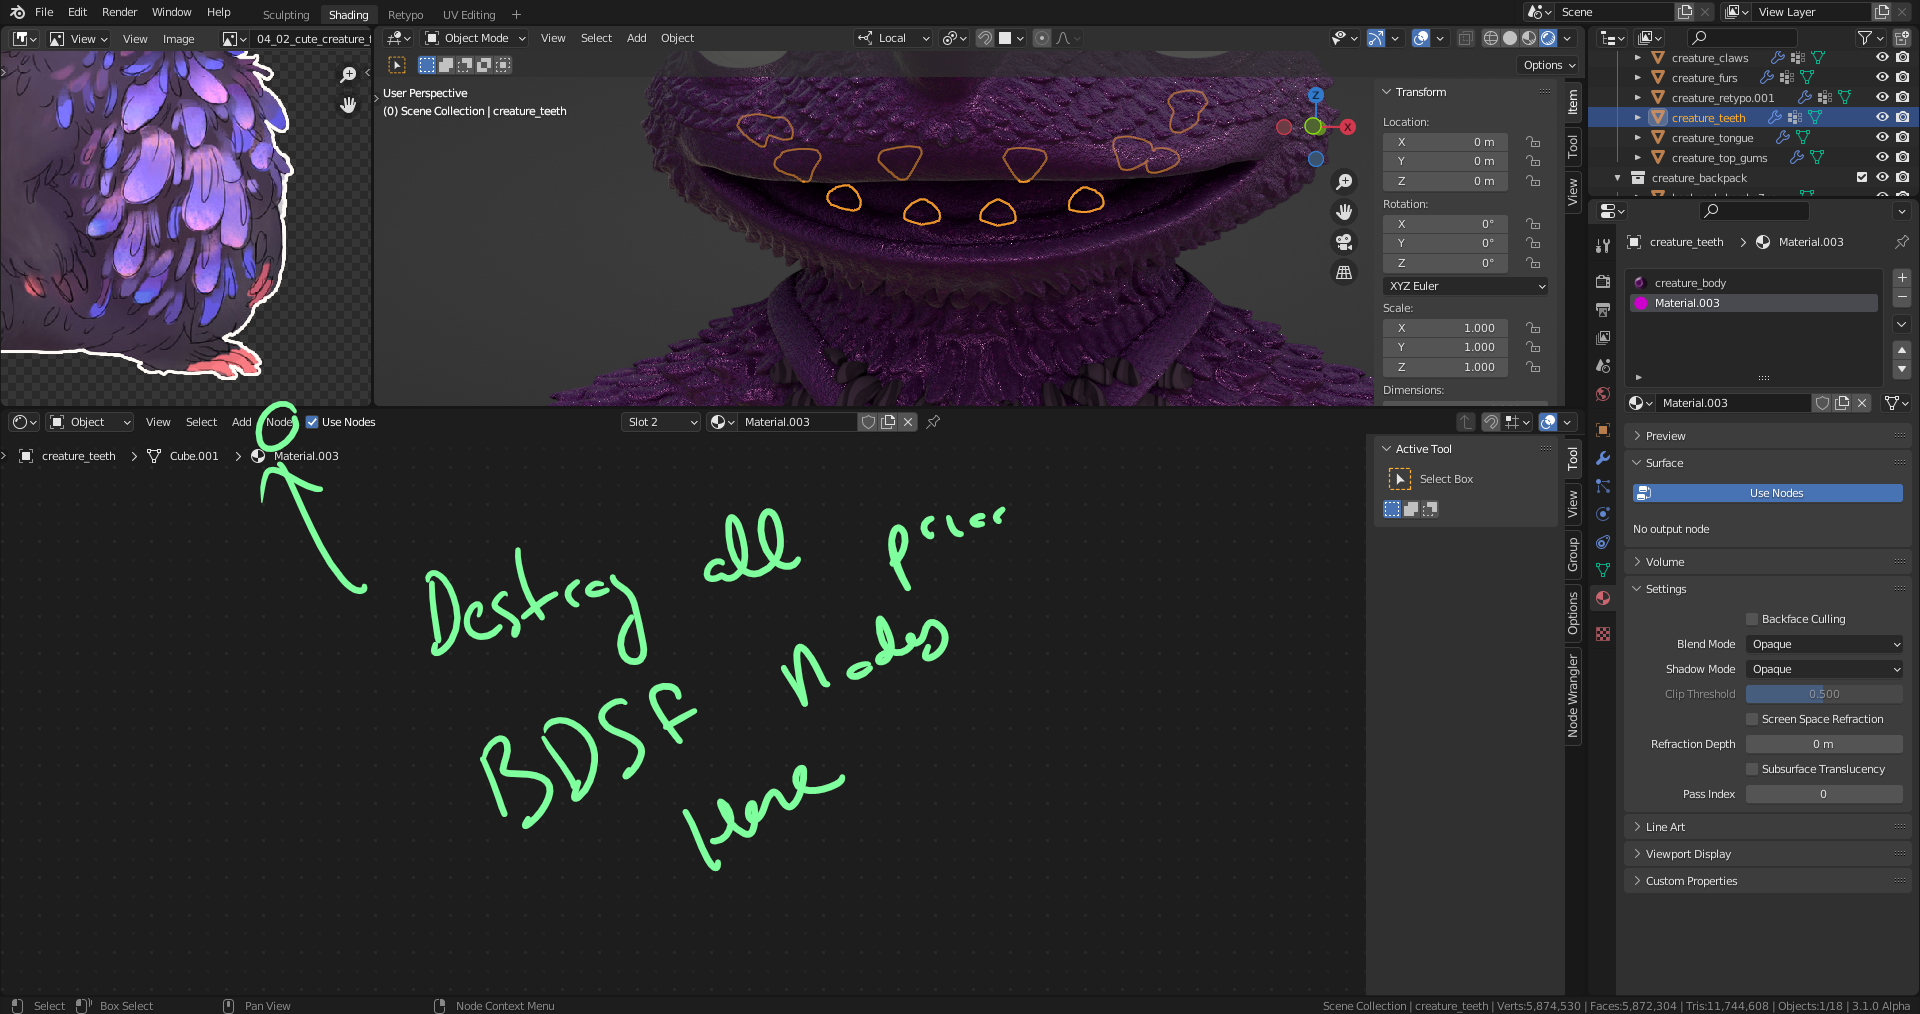 File Edit Render Window Help Sculpting Shading Retypo UV Editing + Scene View Layer
View View Image 04_02_cute_creature_f Object Mode View Select Add Object Local
Options
User Perspective
(0) Scene Collection | creature_teeth
Z
X
Transform
Location:
X 0 m
Y 0 m
Z 0 m
Rotation:
X 0°
Y 0°
Z 0°
XYZ Euler
Scale:
X 1.000
Y 1.000
Z 1.000
Dimensions:
Item
Tool
View
creature_claws
creature_furs
creature_retypo.001
creature_teeth
creature_tongue
creature_top_gums
creature_backpack
creature_teeth > Material.003
creature_body
Material.003
Material.003
Preview
Surface
Use Nodes
No output node
Volume
Settings
Backface Culling
Blend Mode Opaque
Shadow Mode Opaque
Clip Threshold 0.500
Screen Space Refraction
Refraction Depth 0 m
Subsurface Translucency
Pass Index 0
Line Art
Viewport Display
Custom Properties
Object View Select Add Node Use Nodes Slot 2 Material.003
creature_teeth > Cube.001 > Material.003
Active Tool
Select Box
Tool
View
Group
Options
Node Wrangler
Destroy all prior
BDSF Nodes
Here
Select Box Select Pan View Node Context Menu Scene Collection | creature_teeth | Verts:5,874,530 | Faces:5,872,304 | Tris:11,744,608 | Objects:1/18 | 3.1.0 Alpha